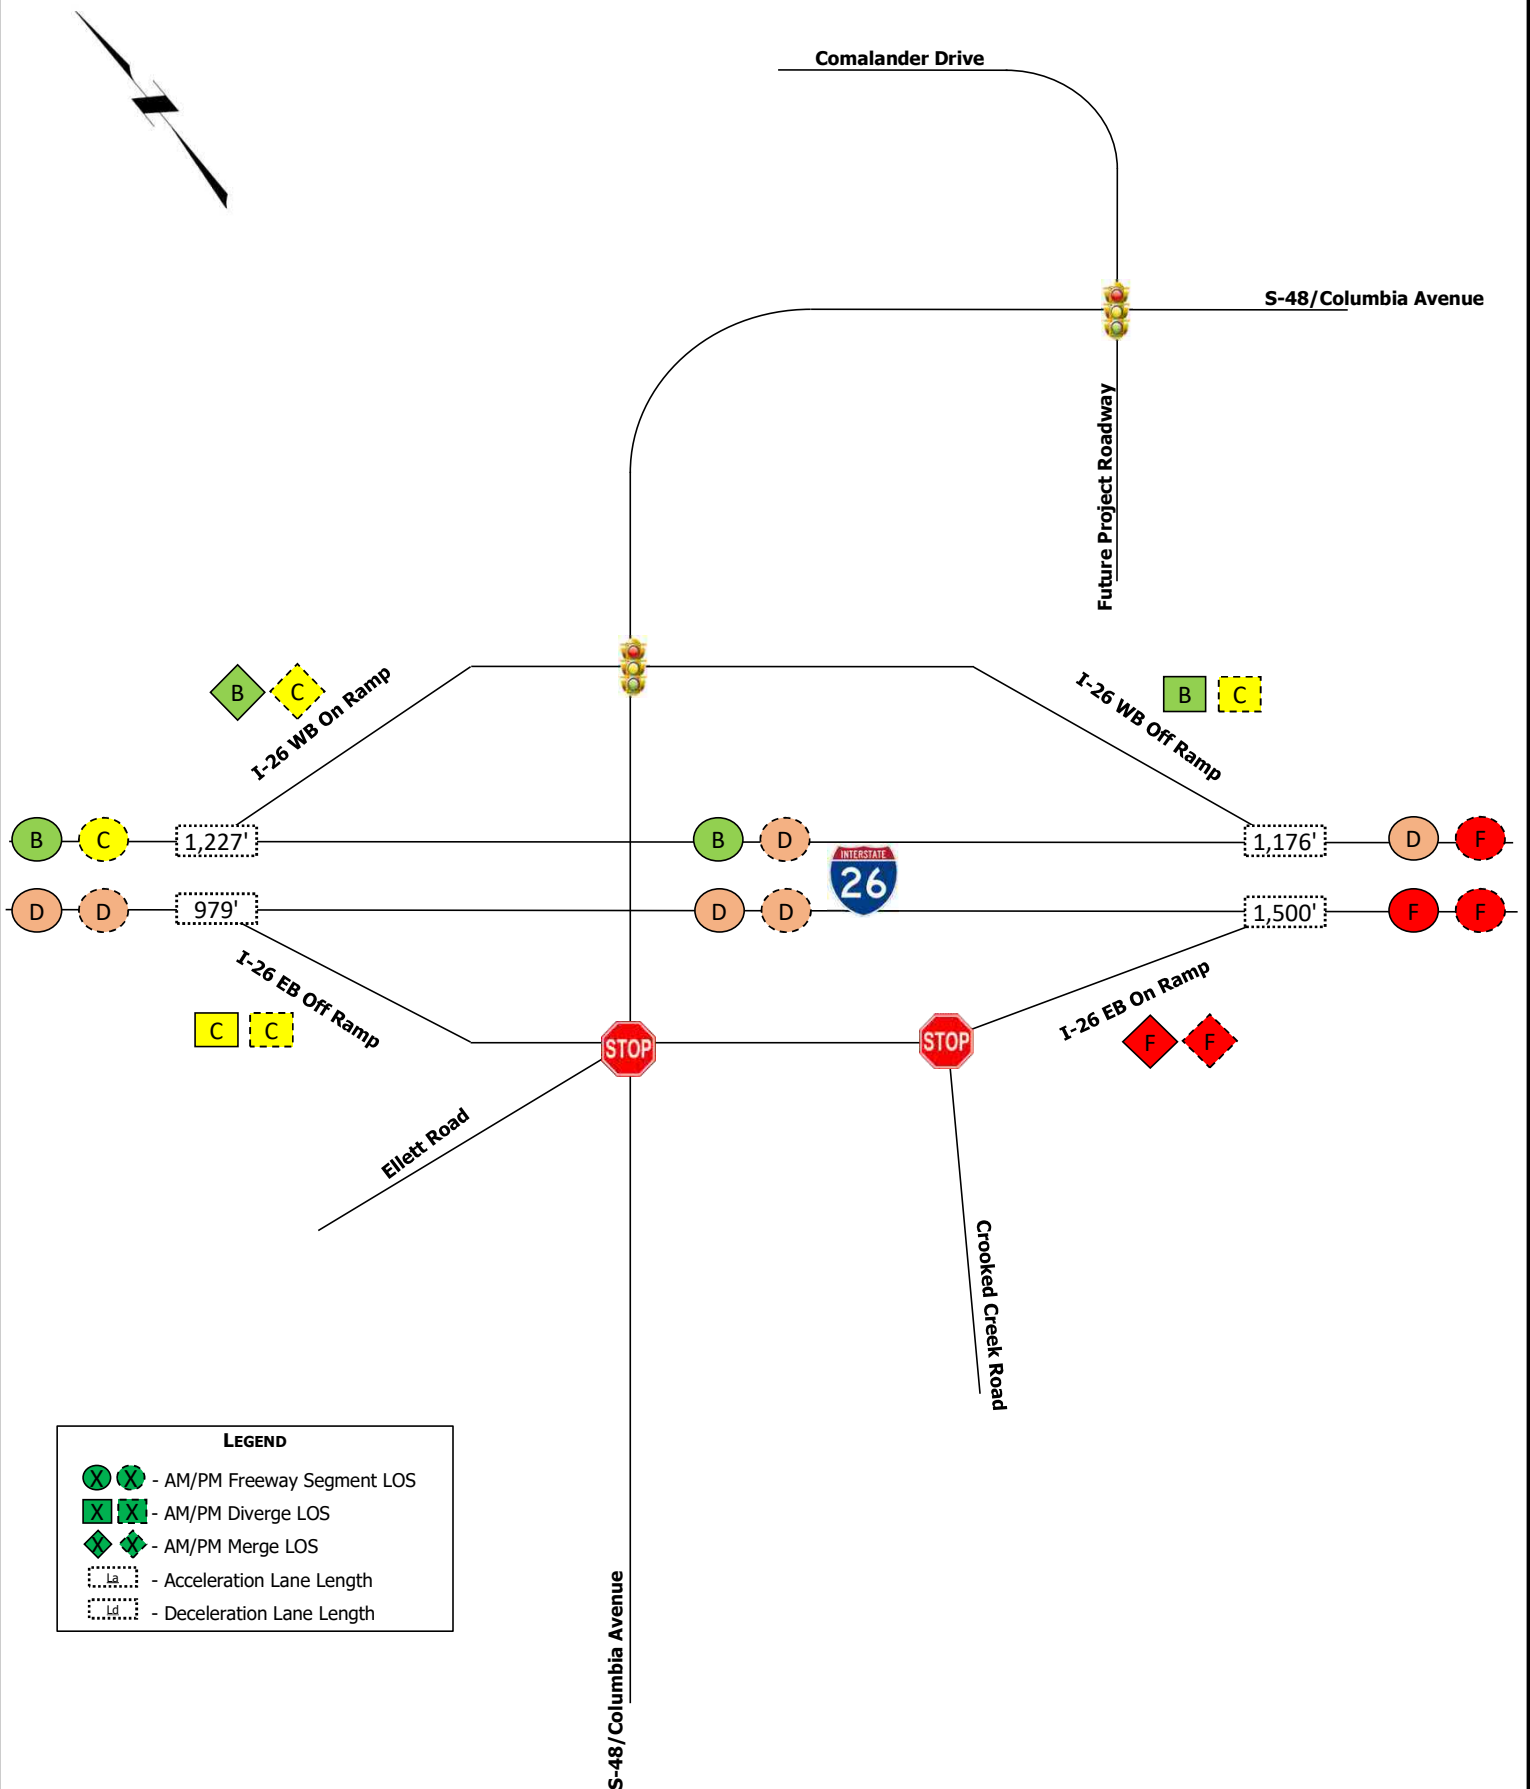 Comalander Drive
S-48/Columbia Avenue
Future Project Roadway
B
C
I-26 WB On Ramp
I-26 WB Off Ramp
B
C
B
C
1,227'
B
D
INTERSTATE
26
1,176'
D
F
D
D
979'
D
D
1,500'
F
F
I-26 EB Off Ramp
C
C
STOP
STOP
I-26 EB On Ramp
F
F
Ellett Road
Crooked Creek Road
LEGEND
X X - AM/PM Freeway Segment LOS
X X - AM/PM Diverge LOS
X X - AM/PM Merge LOS
La - Acceleration Lane Length
Ld - Deceleration Lane Length
S-48/Columbia Avenue